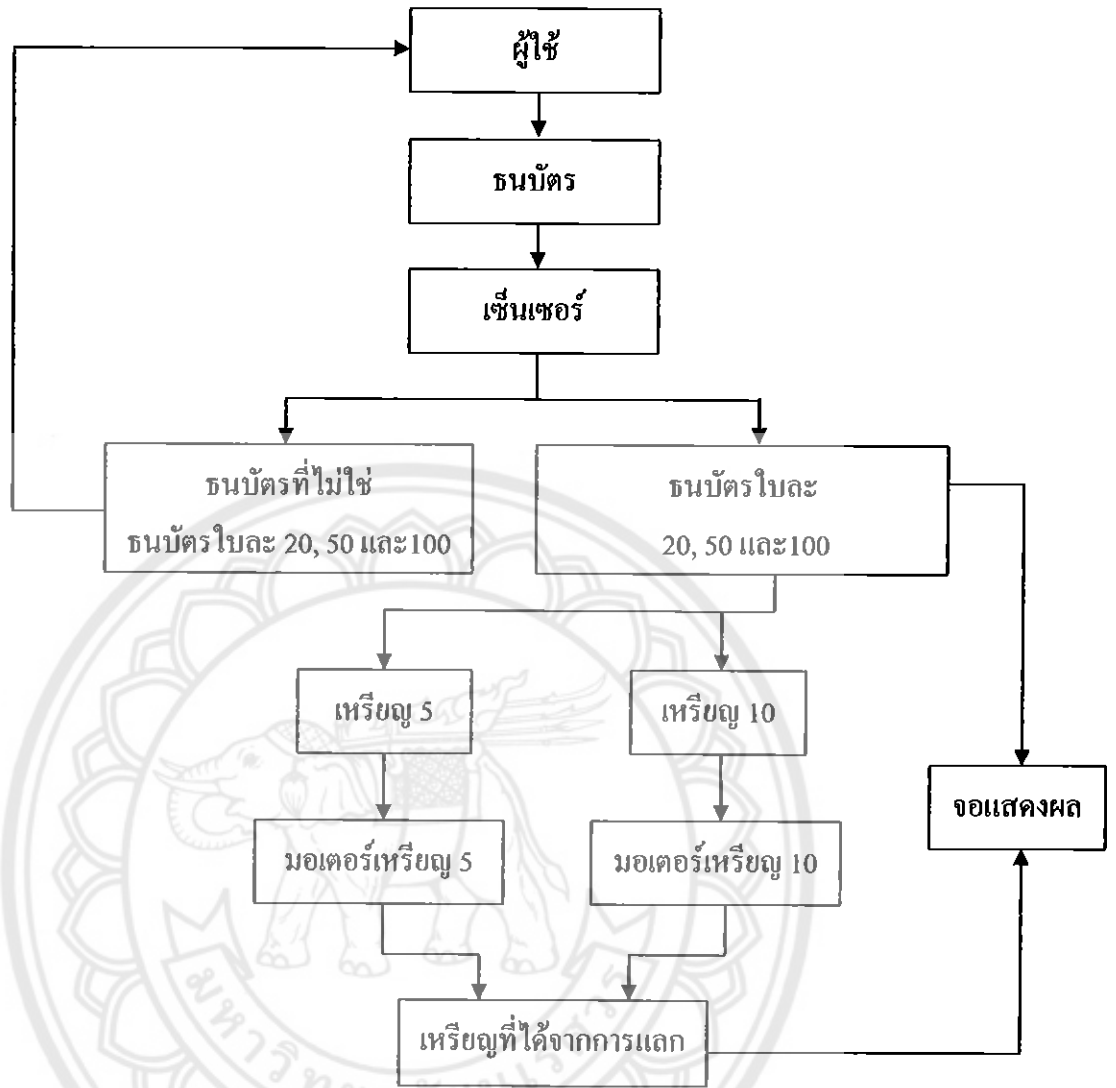 ผู้ใช้
ธนบัตร
เซ็นเซอร์
ธนบัตรที่ไม่ใช่
ธนบัตรใบละ 20, 50 และ100
ธนบัตรใบละ
20, 50 และ100
เหรียญ 5
เหรียญ 10
จอแสดงผล
มอเตอร์เหรียญ 5
มอเตอร์เหรียญ 10
เหรียญที่ได้จากการแลก